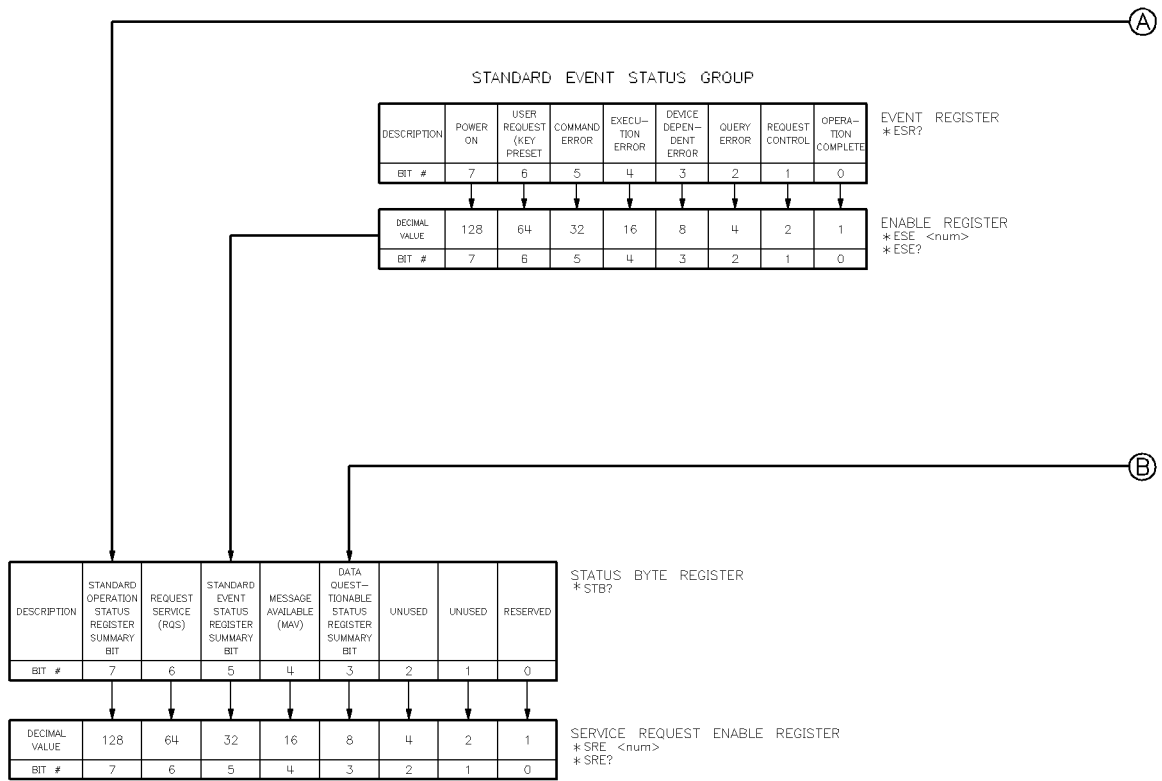 A
STANDARD EVENT STATUS GROUP
DESCRIPTION
POWER
ON
USER
REQUEST
(KEY
PRESET
COMMAND
ERROR
EXECU-
TION
ERROR
DEVICE
DEPEN-
DENT
ERROR
QUERY
ERROR
REQUEST
CONTROL
OPERA-
TION
COMPLETE
EVENT REGISTER
*ESR?
BIT # 7 6 5 4 3 2 1 0
DECIMAL
VALUE
128 64 32 16 8 4 2 1
ENABLE REGISTER
*ESE <num>
*ESE?
BIT # 7 6 5 4 3 2 1 0
B
DESCRIPTION
STANDARD
OPERATION
STATUS
REGISTER
SUMMARY
BIT
REQUEST
SERVICE
(RQS)
STANDARD
EVENT
STATUS
REGISTER
SUMMARY
BIT
MESSAGE
AVAILABLE
(MAV)
DATA
QUEST-
TIONABLE
STATUS
REGISTER
SUMMARY
BIT
UNUSED
UNUSED
RESERVED
STATUS BYTE REGISTER
*STB?
BIT # 7 6 5 4 3 2 1 0
DECIMAL
VALUE
128 64 32 16 8 4 2 1
SERVICE REQUEST ENABLE REGISTER
*SRE <num>
*SRE?
BIT # 7 6 5 4 3 2 1 0